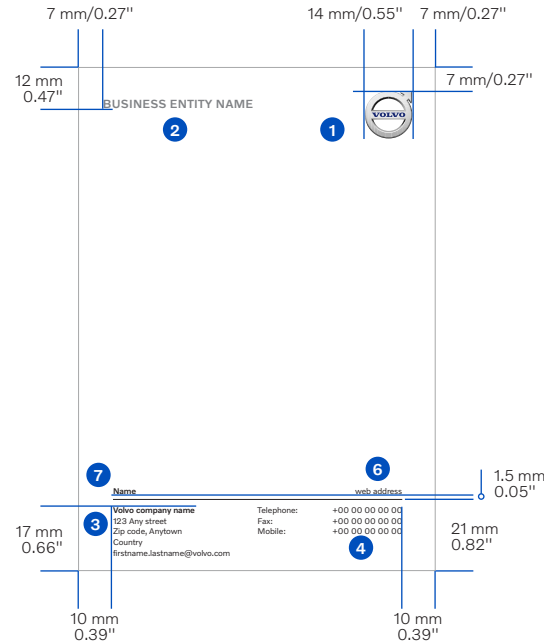 7 mm/0.27" 14 mm/0.55" 7 mm/0.27"
12 mm
0.47"
7 mm/0.27"
BUSINESS ENTITY NAME
VOLVO
2
1
7
6
1.5 mm
0.05"
Name web address
3
Volvo company name Telephone: +00 00 00 00 00
123 Any street Fax: +00 00 00 00 00
Zip code, Anytown Mobile: +00 00 00 00 00
Country
firstname.lastname@volvo.com
4
17 mm
0.66"
21 mm
0.82"
10 mm
0.39"
10 mm
0.39"